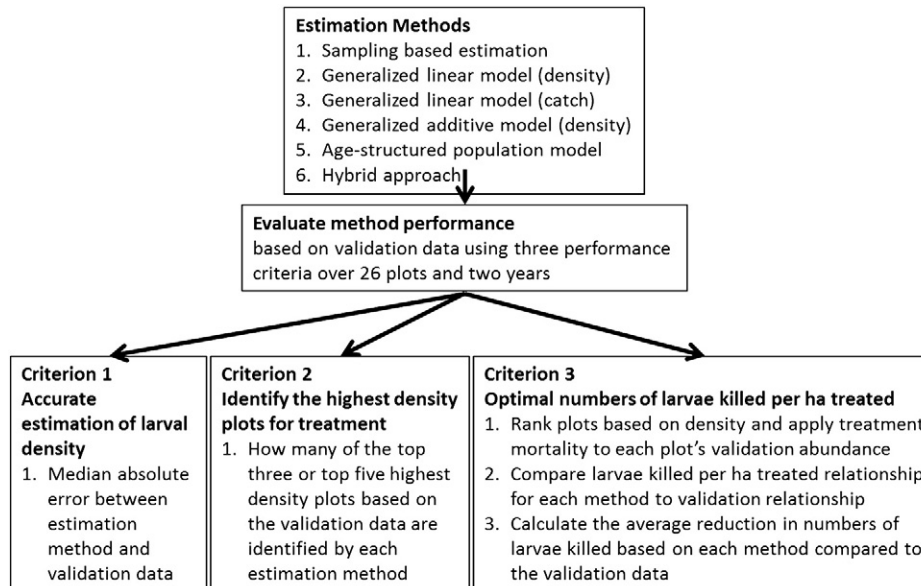 Estimation Methods
1. Sampling based estimation
2. Generalized linear model (density)
3. Generalized linear model (catch)
4. Generalized additive model (density)
5. Age-structured population model
6. Hybrid approach
Evaluate method performance
based on validation data using three performance
criteria over 26 plots and two years
Criterion 1
Accurate
estimation of larval
density
1. Median absolute
error between
estimation
method and
validation data
Criterion 2
Identify the highest density
plots for treatment
1. How many of the top
three or top five highest
density plots based on
the validation data are
identified by each
estimation method
Criterion 3
Optimal numbers of larvae killed per ha treated
1. Rank plots based on density and apply treatment
mortality to each plot's validation abundance
2. Compare larvae killed per ha treated relationship
for each method to validation relationship
3. Calculate the average reduction in numbers of
larvae killed based on each method compared to
the validation data